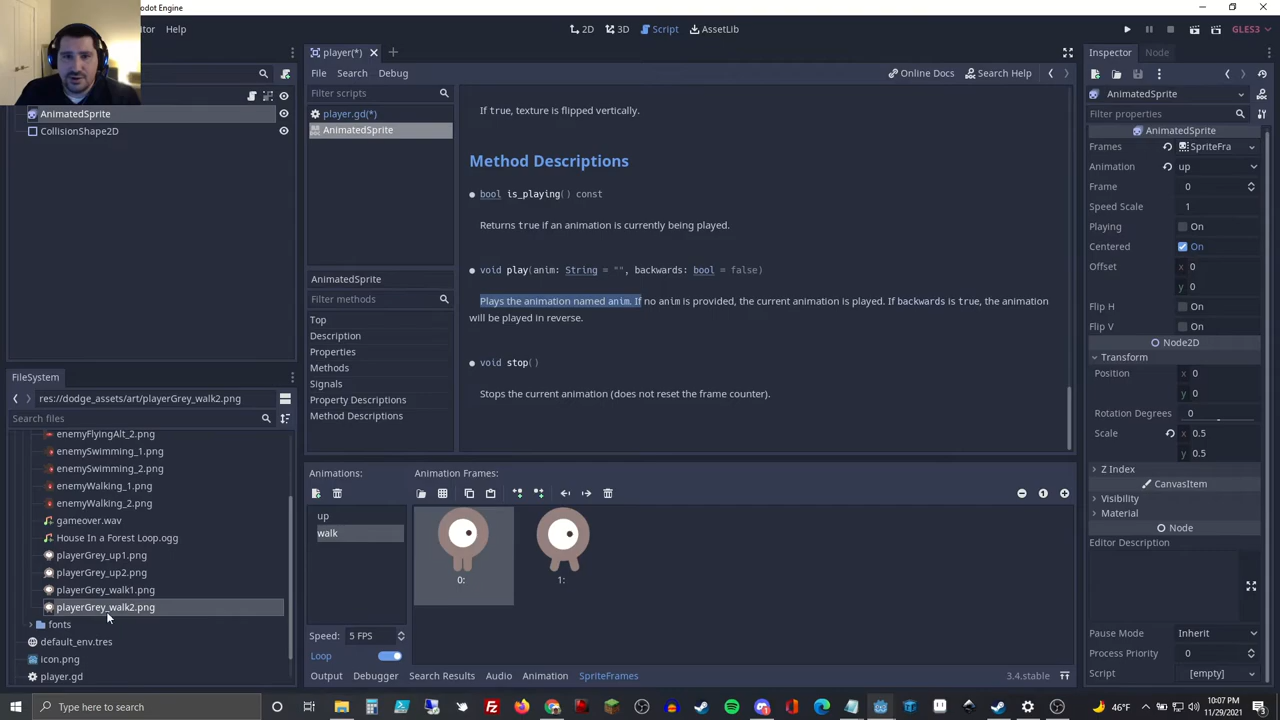 odot Engine
itor Help
2D 3D Script AssetLib
GLES3
AnimatedSprite
CollisionShape2D
FileSystem
res://dodge_assets/art/playerGrey_walk2.png
Search files
enemyFlyingAlt_2.png
enemySwimming_1.png
enemySwimming_2.png
enemyWalking_1.png
enemyWalking_2.png
gameover.wav
House In a Forest Loop.ogg
playerGrey_up1.png
playerGrey_up2.png
playerGrey_walk1.png
playerGrey_walk2.png
fonts
default_env.tres
icon.png
player.gd
player(*)
File Search Debug
Online Docs Search Help
Filter scripts
player.gd(*)
AnimatedSprite
AnimatedSprite
Filter methods
Top
Description
Properties
Methods
Signals
Property Descriptions
Method Descriptions
If true, texture is flipped vertically.
Method Descriptions
bool is_playing() const
Returns true if an animation is currently being played.
void play(anim: String = "", backwards: bool = false)
Plays the animation named anim. If no anim is provided, the current animation is played. If backwards is true, the animation
will be played in reverse.
void stop()
Stops the current animation (does not reset the frame counter).
Animations:
up
walk
Speed: 5 FPS
Loop
Animation Frames:
0: 1:
Output Debugger Search Results Audio Animation SpriteFrames
3.4.stable
Inspector Node
AnimatedSprite
Filter properties
AnimatedSprite
Frames SpriteFra
Animation up
Frame 0
Speed Scale 1
Playing On
Centered On
Offset x 0
y 0
Flip H On
Flip V On
Node2D
Transform
Position x 0
y 0
Rotation Degrees 0
Scale x 0.5
y 0.5
Z Index
CanvasItem
Visibility
Material
Node
Editor Description
Pause Mode Inherit
Process Priority 0
Script [empty]
Type here to search
46°F
10:07 PM
11/29/2021